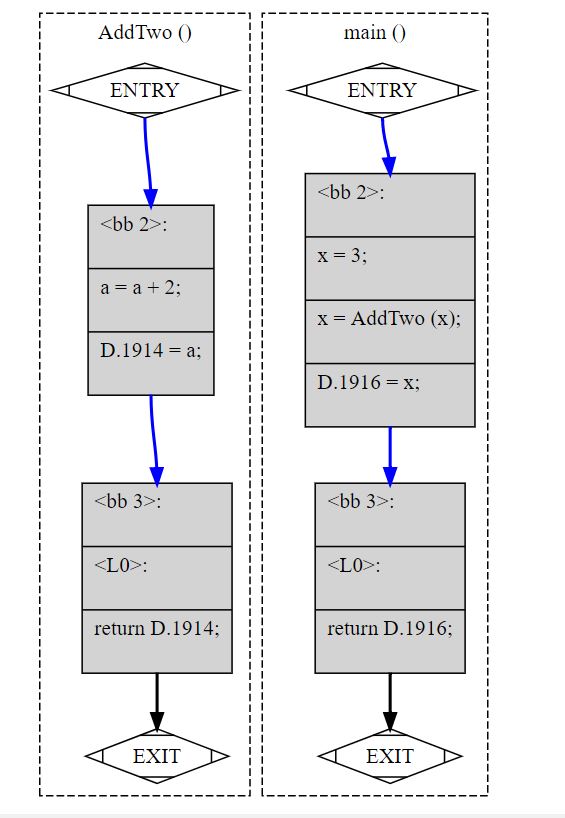 AddTwo ()
ENTRY
<bb 2>:
a = a + 2;
D.1914 = a;
<bb 3>:
<L0>:
return D.1914;
EXIT
main ()
ENTRY
<bb 2>:
x = 3;
x = AddTwo (x);
D.1916 = x;
<bb 3>:
<L0>:
return D.1916;
EXIT